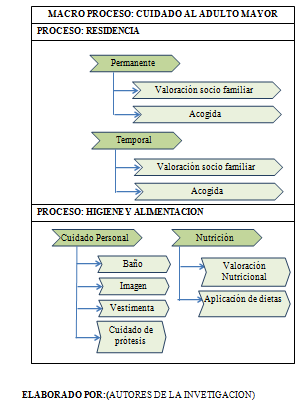 MACRO PROCESO: CUIDADO AL ADULTO MAYOR
PROCESO: RESIDENCIA
Permanente
Valoración socio familiar
Acogida
Temporal
Valoración socio familiar
Acogida
PROCESO: HIGIENE Y ALIMENTACION
Cuidado Personal
Baño
Imagen
Vestimenta
Cuidado de
prótesis
Nutrición
Valoración
Nutricional
Aplicación de dietas
ELABORADO POR:(AUTORES DE LA INVETIGACION)